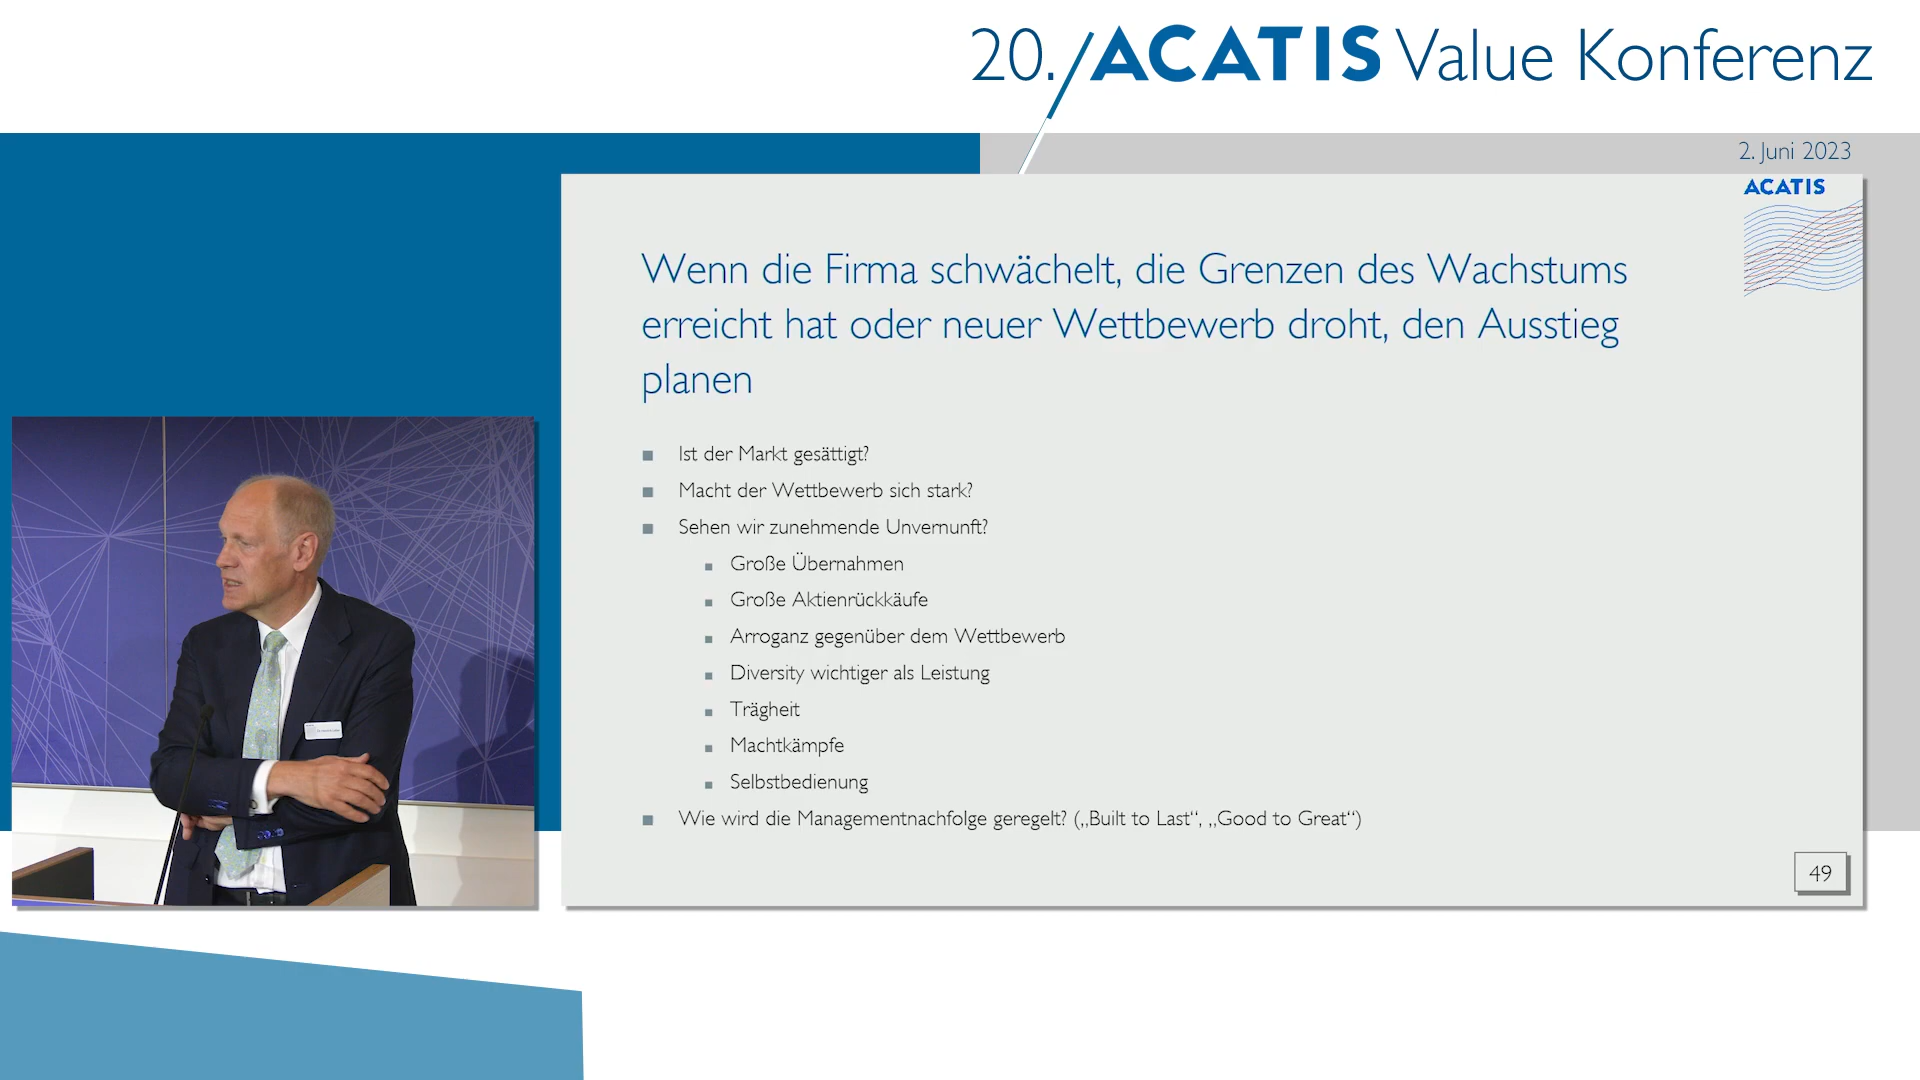 20. ACATIS Value Konferenz
2. Juni 2023
ACATIS
Wenn die Firma schwächelt, die Grenzen des Wachstums
erreicht hat oder neuer Wettbewerb droht, den Ausstieg
planen
Ist der Markt gesättigt?
Macht der Wettbewerb sich stark?
Sehen wir zunehmende Unvernunft?
Große Übernahmen
Große Aktienrückkäufe
Arroganz gegenüber dem Wettbewerb
Diversity wichtiger als Leistung
Trägheit
Machtkämpfe
Selbstbedienung
Wie wird die Managementnachfolge geregelt? („Built to Last“, „Good to Great“)
49